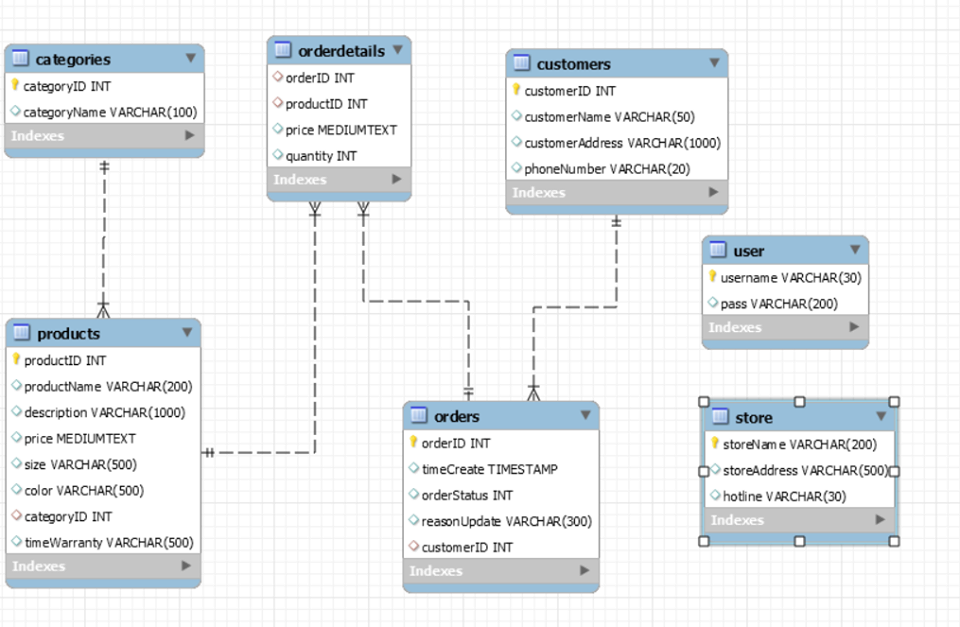 categories
categoryID INT
categoryName VARCHAR(100)
Indexes
orderdetails
orderID INT
productID INT
price MEDIUMTEXT
quantity INT
Indexes
customers
customerID INT
customerName VARCHAR(50)
customerAddress VARCHAR(1000)
phoneNumber VARCHAR(20)
Indexes
user
username VARCHAR(30)
pass VARCHAR(200)
Indexes
products
productID INT
productName VARCHAR(200)
description VARCHAR(1000)
price MEDIUMTEXT
size VARCHAR(500)
color VARCHAR(500)
categoryID INT
timeWarranty VARCHAR(500)
Indexes
orders
orderID INT
timeCreate TIMESTAMP
orderStatus INT
reasonUpdate VARCHAR(300)
customerID INT
Indexes
store
storeName VARCHAR(200)
storeAddress VARCHAR(500)
hotline VARCHAR(30)
Indexes